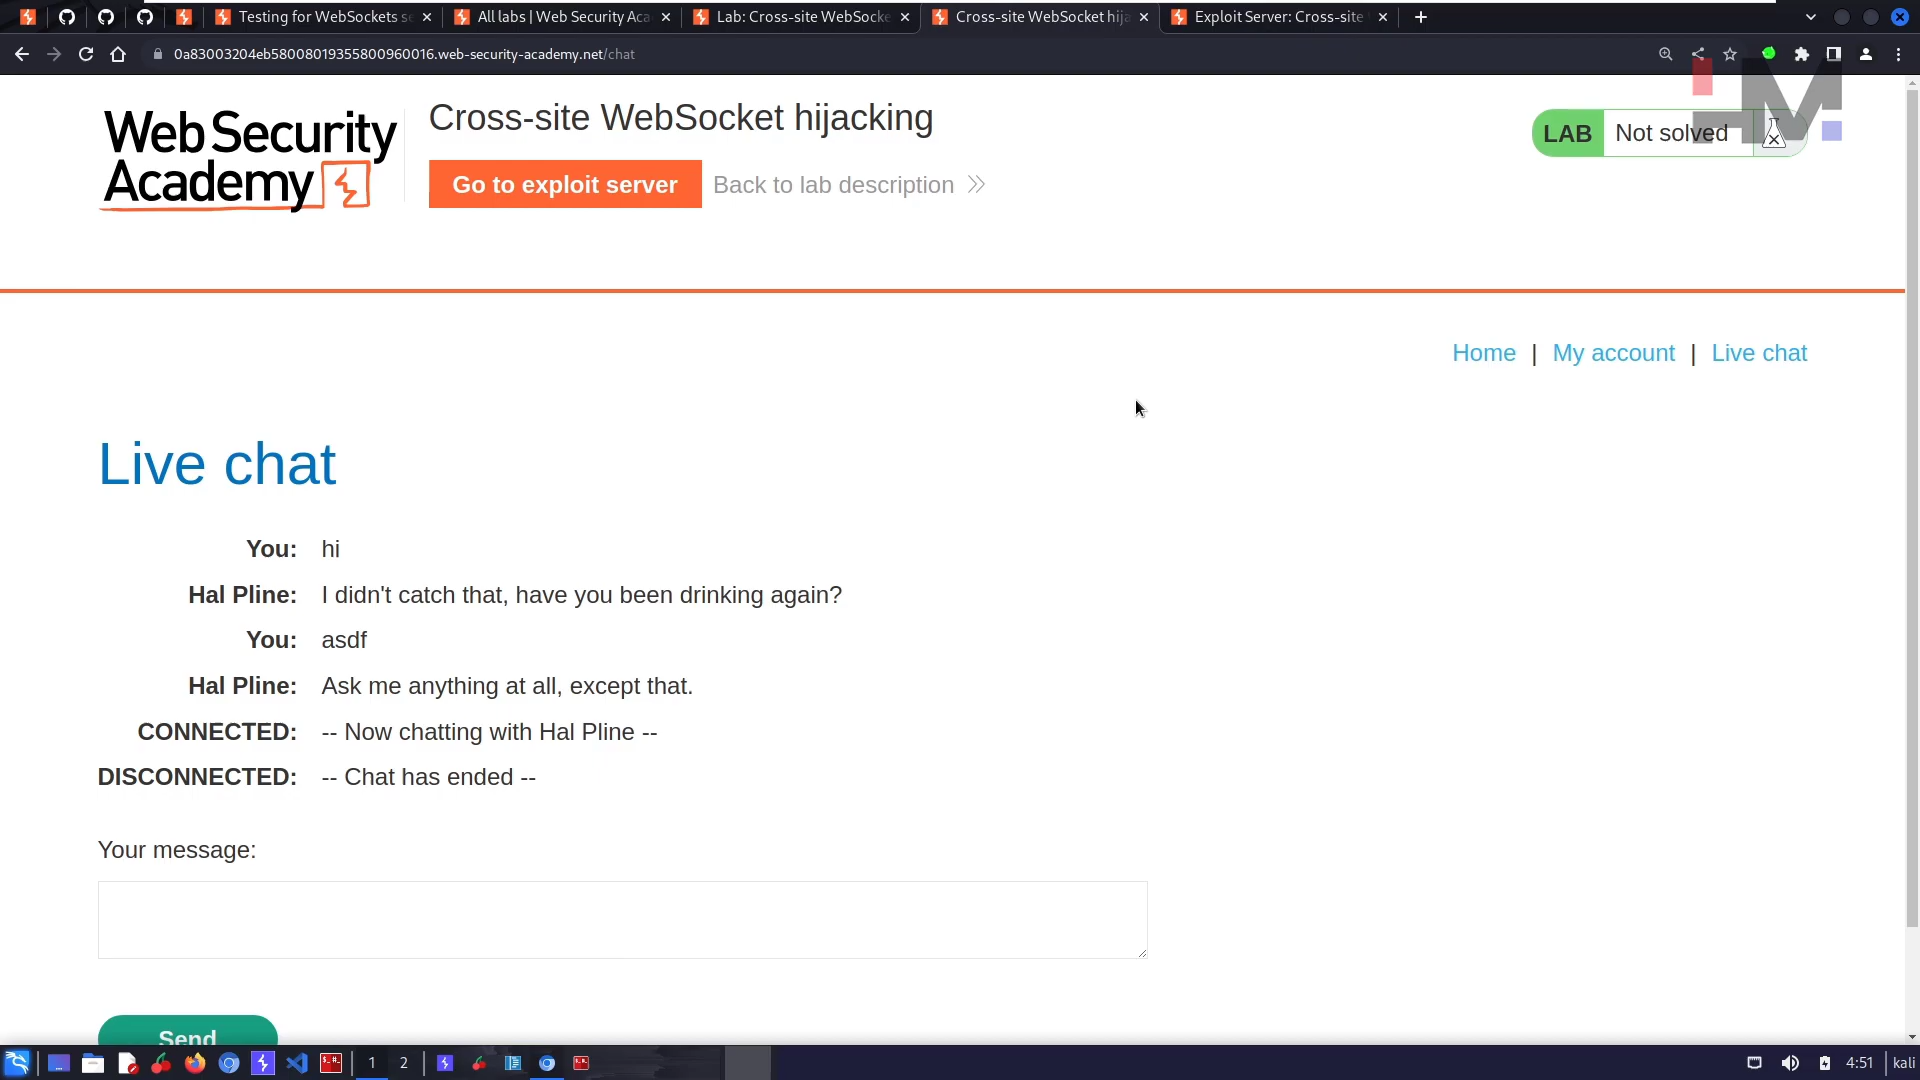 Testing for WebSockets s
All labs | Web Security Aca
Lab: Cross-site WebSocke
Cross-site WebSocket hija
Exploit Server: Cross-site
0a83003204eb58008019355800960016.web-security-academy.net/chat
Web Security
Academy
Cross-site WebSocket hijacking
Go to exploit server
Back to lab description
LAB
Not solved
Home | My account | Live chat
Live chat
You: hi
Hal Pline: I didn't catch that, have you been drinking again?
You: asdf
Hal Pline: Ask me anything at all, except that.
CONNECTED: -- Now chatting with Hal Pline --
DISCONNECTED: -- Chat has ended --
Your message:
Send
1
2
4:51
kali